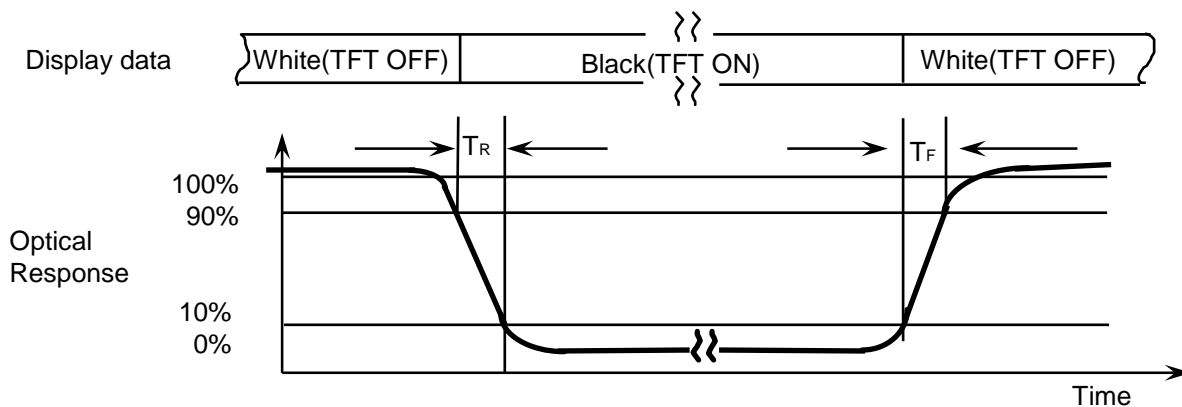 Display data
White(TFT OFF)
Black(TFT ON)
White(TFT OFF)
TR
TF
100%
90%
Optical
Response
10%
0%
Time